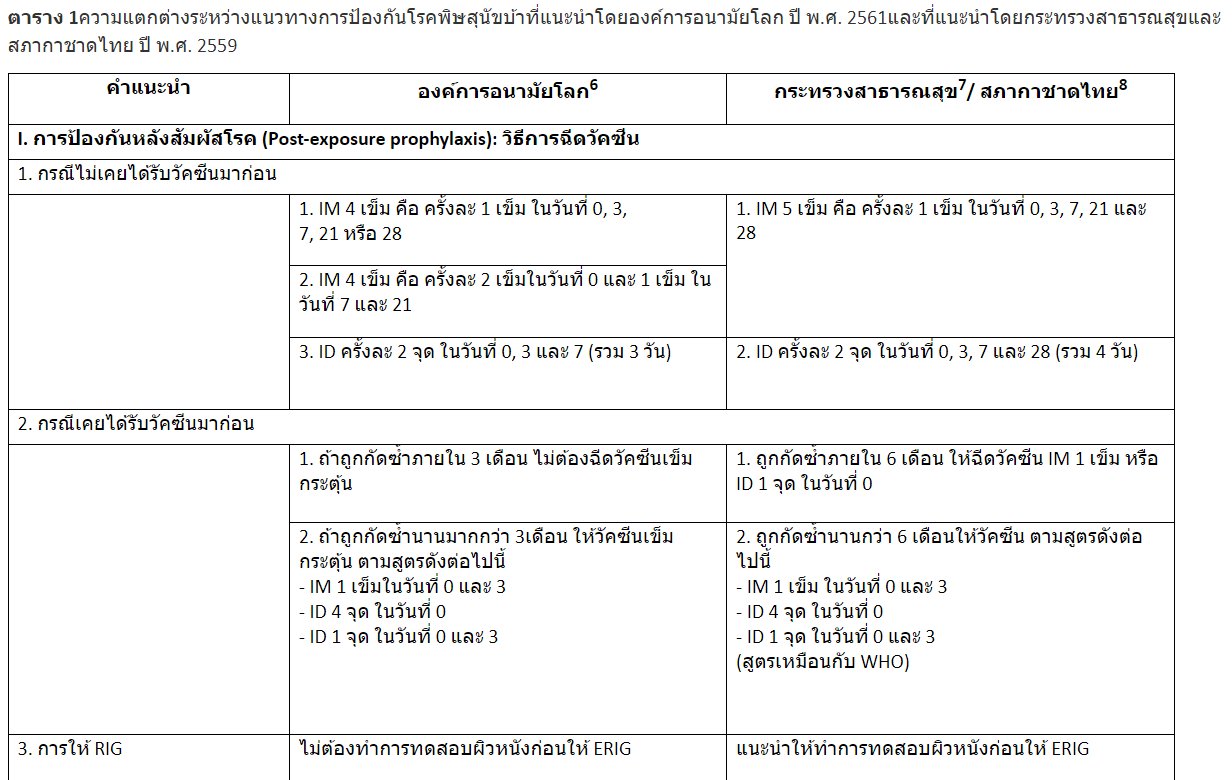 ตาราง 1ความแตกต่างระหว่างแนวทางการป้องกันโรคพิษสุนัขบ้าที่แนะนำโดยองค์การอนามัยโลก ปี พ.ศ. 2561และที่แนะนำโดยกระทรวงสาธารณสุขและ
สภากาชาดไทย ปี พ.ศ. 2559
คำแนะนำ
องค์การอนามัยโลก6
กระทรวงสาธารณสุข7/ สภากาชาดไทย8
I. การป้องกันหลังสัมผัสโรค (Post-exposure prophylaxis): วิธีการฉีดวัคซีน
1. กรณีไม่เคยได้รับวัคซีนมาก่อน
1. IM 4 เข็ม คือ ครั้งละ 1 เข็ม ในวันที่ 0, 3,
7, 21 หรือ 28
1. IM 5 เข็ม คือ ครั้งละ 1 เข็ม ในวันที่ 0, 3, 7, 21 และ
28
2. IM 4 เข็ม คือ ครั้งละ 2 เข็มในวันที่ 0 และ 1 เข็ม ใน
วันที่ 7 และ 21
3. ID ครั้งละ 2 จุด ในวันที่ 0, 3 และ 7 (รวม 3 วัน)
2. ID ครั้งละ 2 จุด ในวันที่ 0, 3, 7 และ 28 (รวม 4 วัน)
2. กรณีเคยได้รับวัคซีนมาก่อน
1. ถ้าถูกกัดซ้ำภายใน 3 เดือน ไม่ต้องฉีดวัคซีนเข็ม
กระตุ้น
1. ถูกกัดซ้ำภายใน 6 เดือน ให้ฉีดวัคซีน IM 1 เข็ม หรือ
ID 1 จุด ในวันที่ 0
2. ถ้าถูกกัดซ้ำนานมากกว่า 3เดือน ให้วัคซีนเข็ม
กระตุ้น ตามสูตรดังต่อไปนี้
- IM 1 เข็มในวันที่ 0 และ 3
- ID 4 จุด ในวันที่ 0
- ID 1 จุด ในวันที่ 0 และ 3
2. ถูกกัดซ้ำนานกว่า 6 เดือนให้วัคซีน ตามสูตรดังต่อ
ไปนี้
- IM 1 เข็ม ในวันที่ 0 และ 3
- ID 4 จุด ในวันที่ 0
- ID 1 จุด ในวันที่ 0 และ 3
(สูตรเหมือนกับ WHO)
3. การให้ RIG
ไม่ต้องทำการทดสอบผิวหนังก่อนให้ ERIG
แนะนำให้ทำการทดสอบผิวหนังก่อนให้ ERIG